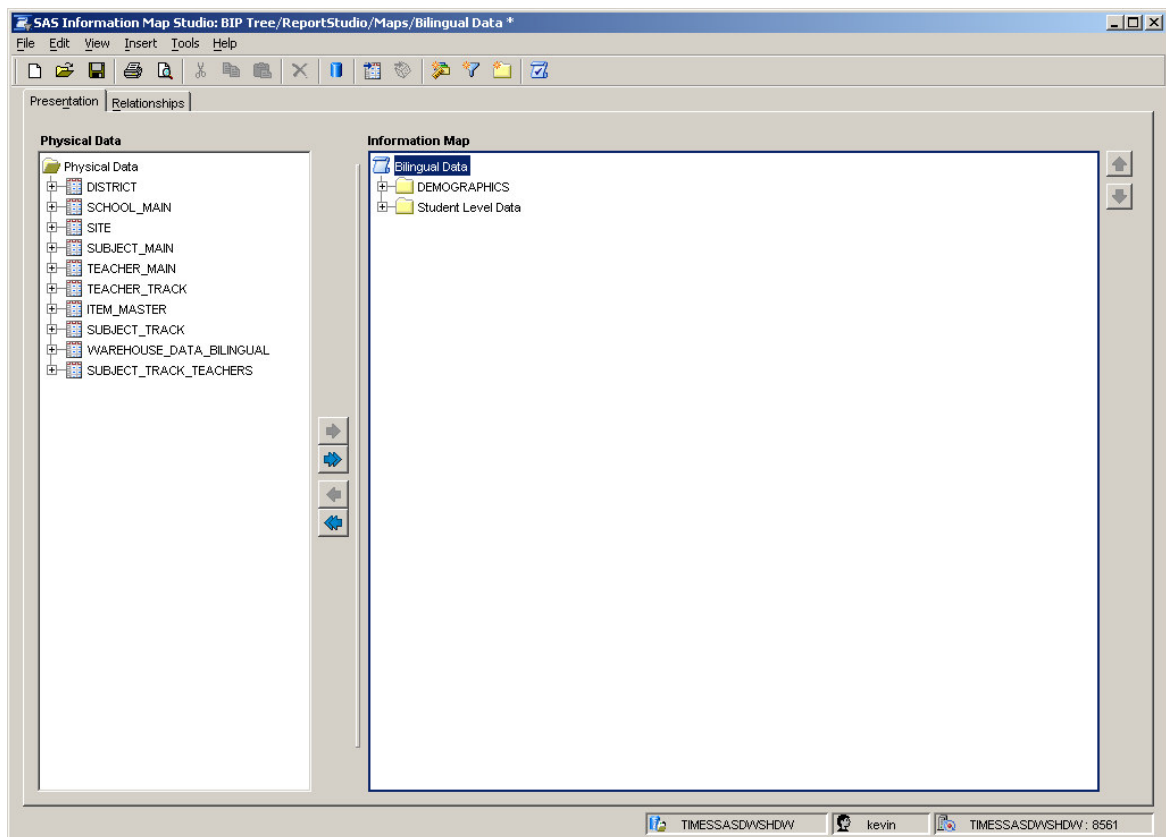 SAS Information Map Studio: BIP Tree/ReportStudio/Maps/Bilingual Data *
File Edit View Insert Tools Help
Presentation Relationships
Physical Data
Physical Data
DISTRICT
SCHOOL_MAIN
SITE
SUBJECT_MAIN
TEACHER_MAIN
TEACHER_TRACK
ITEM_MASTER
SUBJECT_TRACK
WAREHOUSE_DATA_BILINGUAL
SUBJECT_TRACK_TEACHERS
Information Map
Bilingual Data
DEMOGRAPHICS
Student Level Data
TIMESSASDWSHDW kevin TIMESSASDWSHDW : 8561